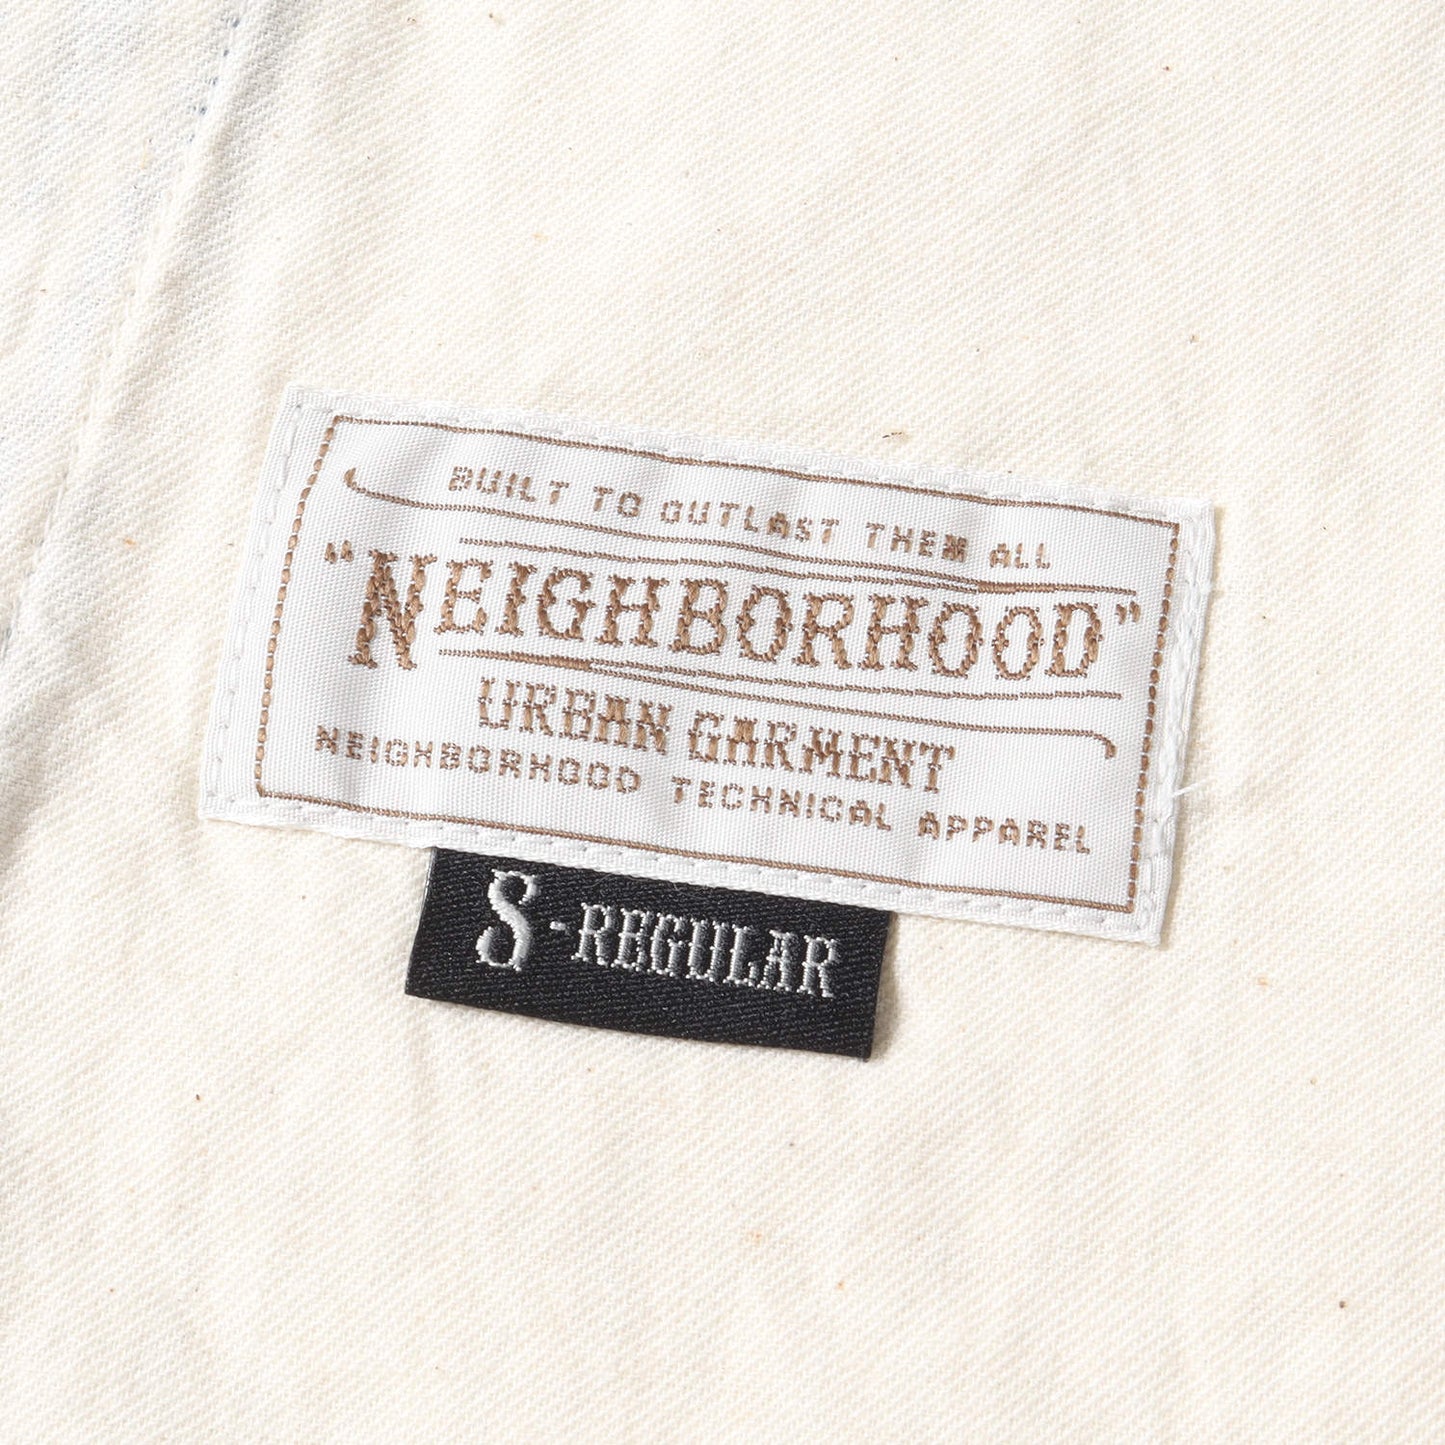 BUILT TO OUTLAST THEM ALL
"NEIGHBORHOOD"
URBAN GARMENT
NEIGHBORHOOD TECHNICAL APPAREL
S-REGULAR